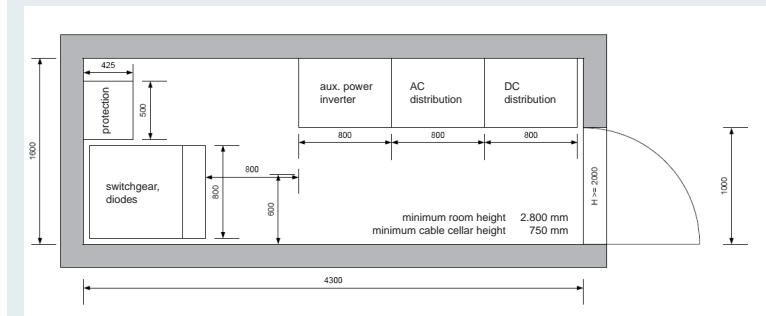 425
protection
500
aux. power
inverter
AC
distribution
DC
distribution
800
800
800
1600
switchgear,
diodes
800
800
600
H >= 2000
1000
minimum room height 2.800 mm
minimum cable cellar height 750 mm
4300